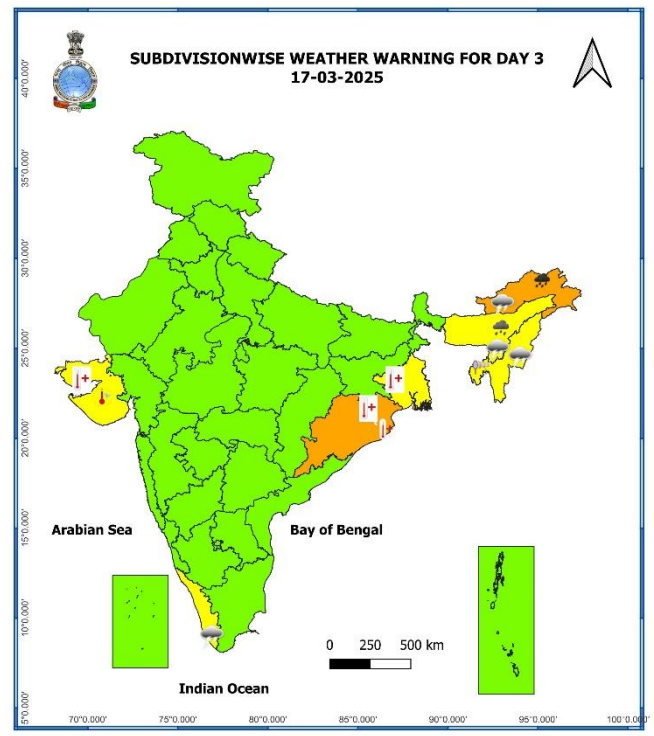 SUBDIVISIONWISE WEATHER WARNING FOR DAY 3
17-03-2025
40°0.000'
35°0.000'
30°0.000'
25°0.000'
20°0.000'
15°0.000'
10°0.000'
5°0.000'
Arabian Sea
Bay of Bengal
0 250 500 km
Indian Ocean
70°0.000' 75°0.000' 80°0.000' 85°0.000' 90°0.000' 95°0.000' 100°0.000'